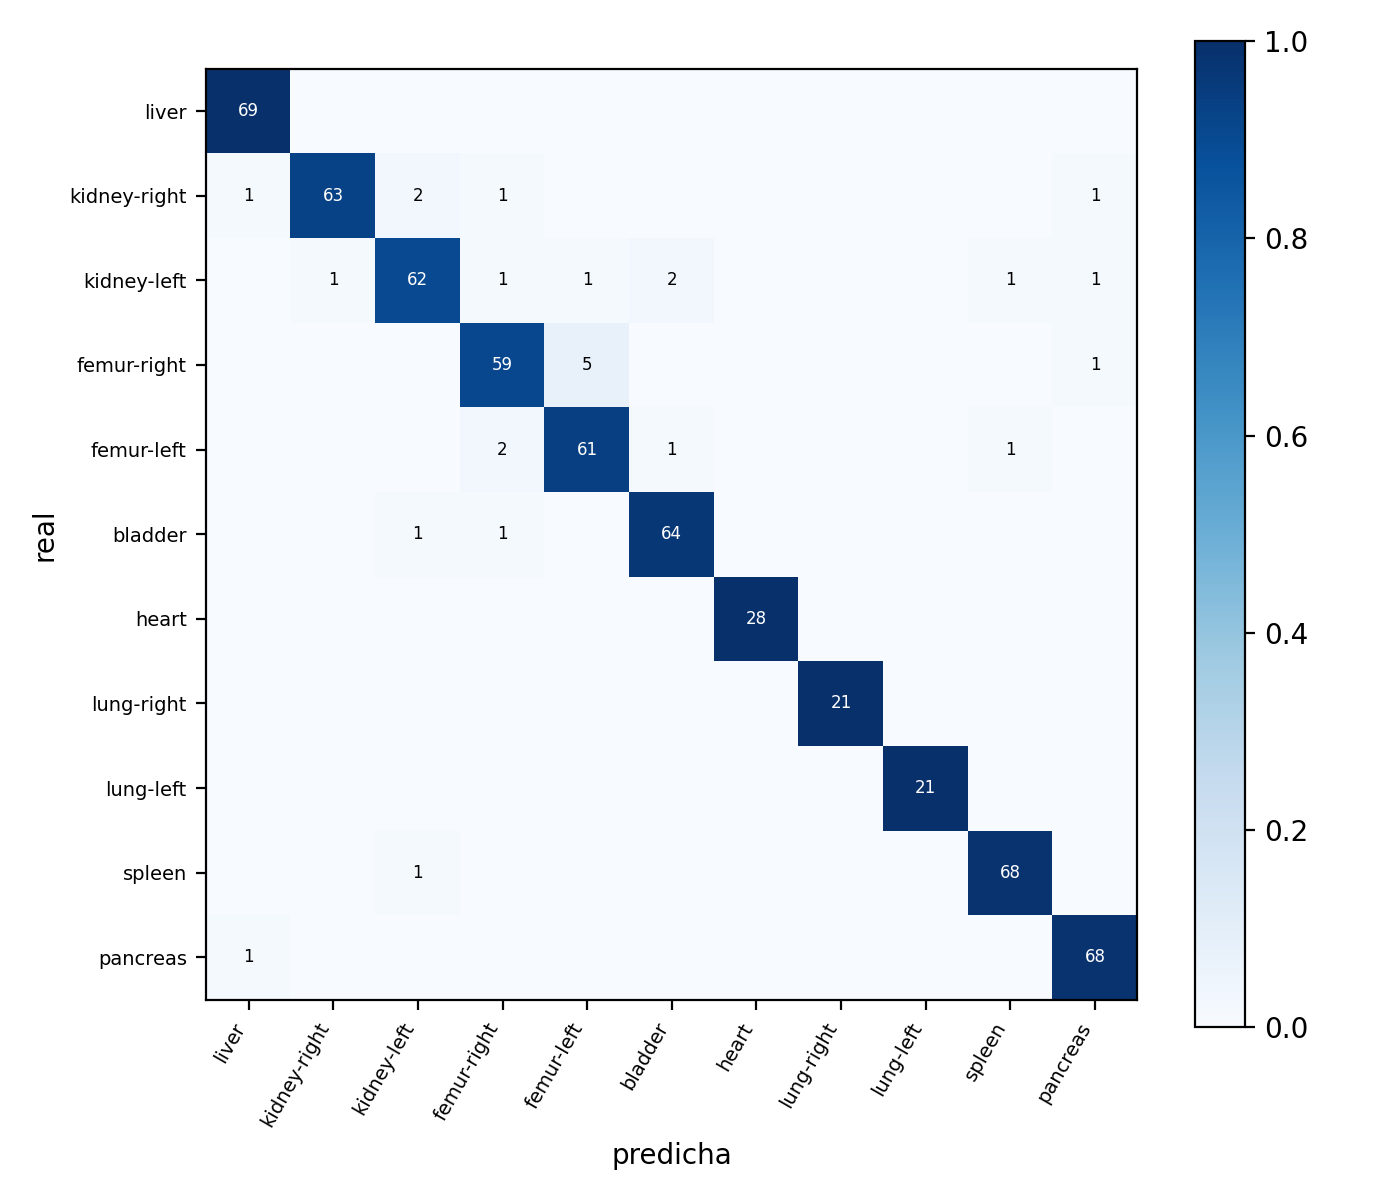 1.0
liver 69
kidney-right 1 63 2 1 1
0.8
kidney-left 1 62 1 1 2 1 1
femur-right 59 5 1
0.6
femur-left 2 61 1 1
bladder 1 1 64
real
heart 28
0.4
lung-right 21
lung-left 21
0.2
spleen 1 68
pancreas 1 68
0.0
liver
kidney-right
kidney-left
femur-right
femur-left
bladder
heart
lung-right
lung-left
spleen
pancreas
predicha